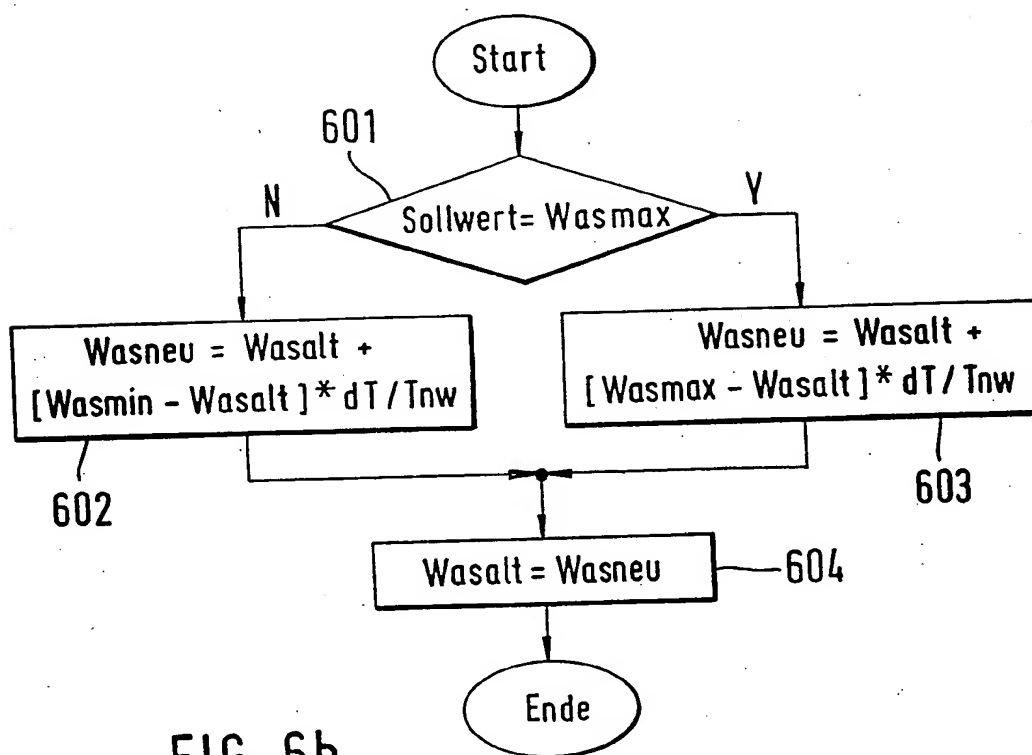 Start
601
N
Y
Sollwert= Wasmax
Wasneu = Wasalt +
[Wasmin - Wasalt]* dT/Tnw
Wasneu = Wasalt +
[Wasmax - Wasalt]* dT/Tnw
602
603
Wasalt = Wasneu
604
Ende
FIG. 6b